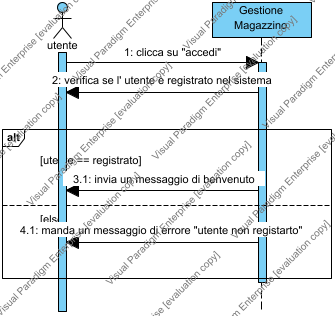 Gestione
Magazzino
utente
1: clicca su "accedi"
2: verifica se l' utente è registrato nel sistema
alt
[utente == registrato]
3.1: invia un messaggio di benvenuto
[else
4.1: manda un messaggio di errore "utente non registarto"
Visual Paradigm Enterprise [evaluation copy]